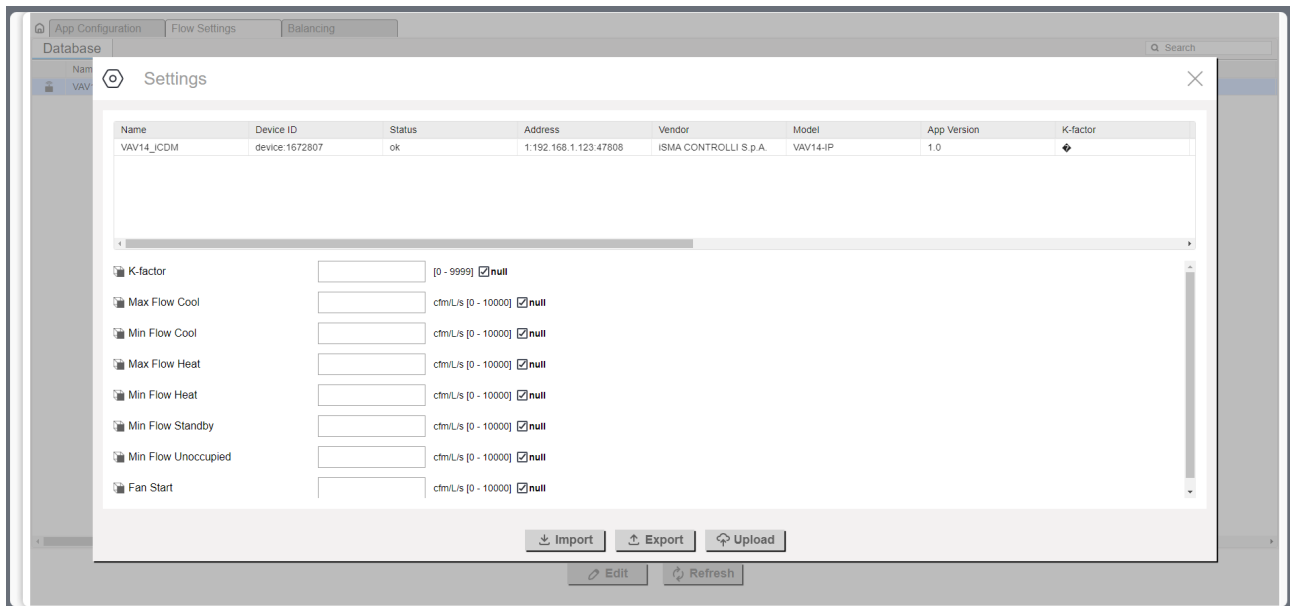 App Configuration Flow Settings Balancing
Database Search
Nam
VAV
Settings
Name Device ID Status Address Vendor Model App Version K-factor
VAV14_iCDM device:1672807 ok 1:192.168.1.123:47808 iSMA CONTROLLI S.p.A. VAV14-IP 1.0 �
K-factor [0 - 9999] null
Max Flow Cool cfm/L/s [0 - 10000] null
Min Flow Cool cfm/L/s [0 - 10000] null
Max Flow Heat cfm/L/s [0 - 10000] null
Min Flow Heat cfm/L/s [0 - 10000] null
Min Flow Standby cfm/L/s [0 - 10000] null
Min Flow Unoccupied cfm/L/s [0 - 10000] null
Fan Start cfm/L/s [0 - 10000] null
Import Export Upload
Edit Refresh